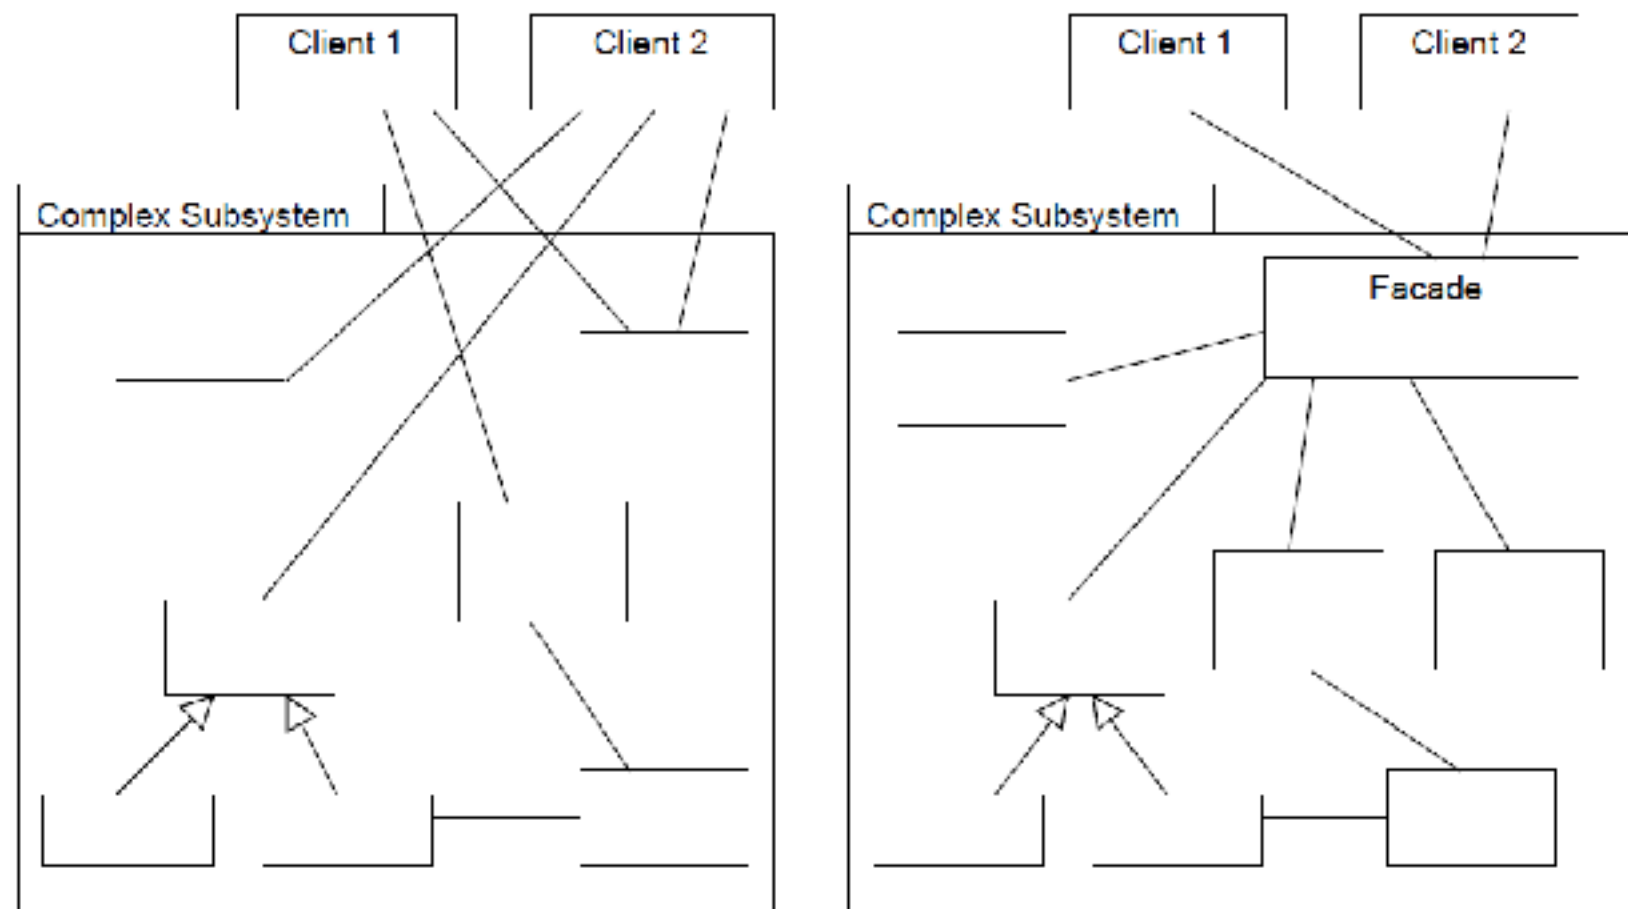 Client 1
Client 2
Client 1
Client 2
Complex Subsystem
Complex Subsystem
Facade